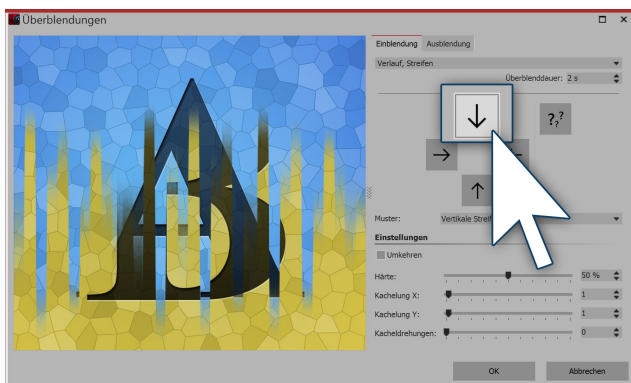 Überblendungen
Einblendung Ausblendung
Verlauf, Streifen
Überblenddauer: 2 s
???
Muster: Vertikale Streif
Einstellungen
Umkehren
Härte: 50 %
Kachelung X: 1
Kachelung Y: 1
Kacheldrehungen: 0
OK Abbrechen